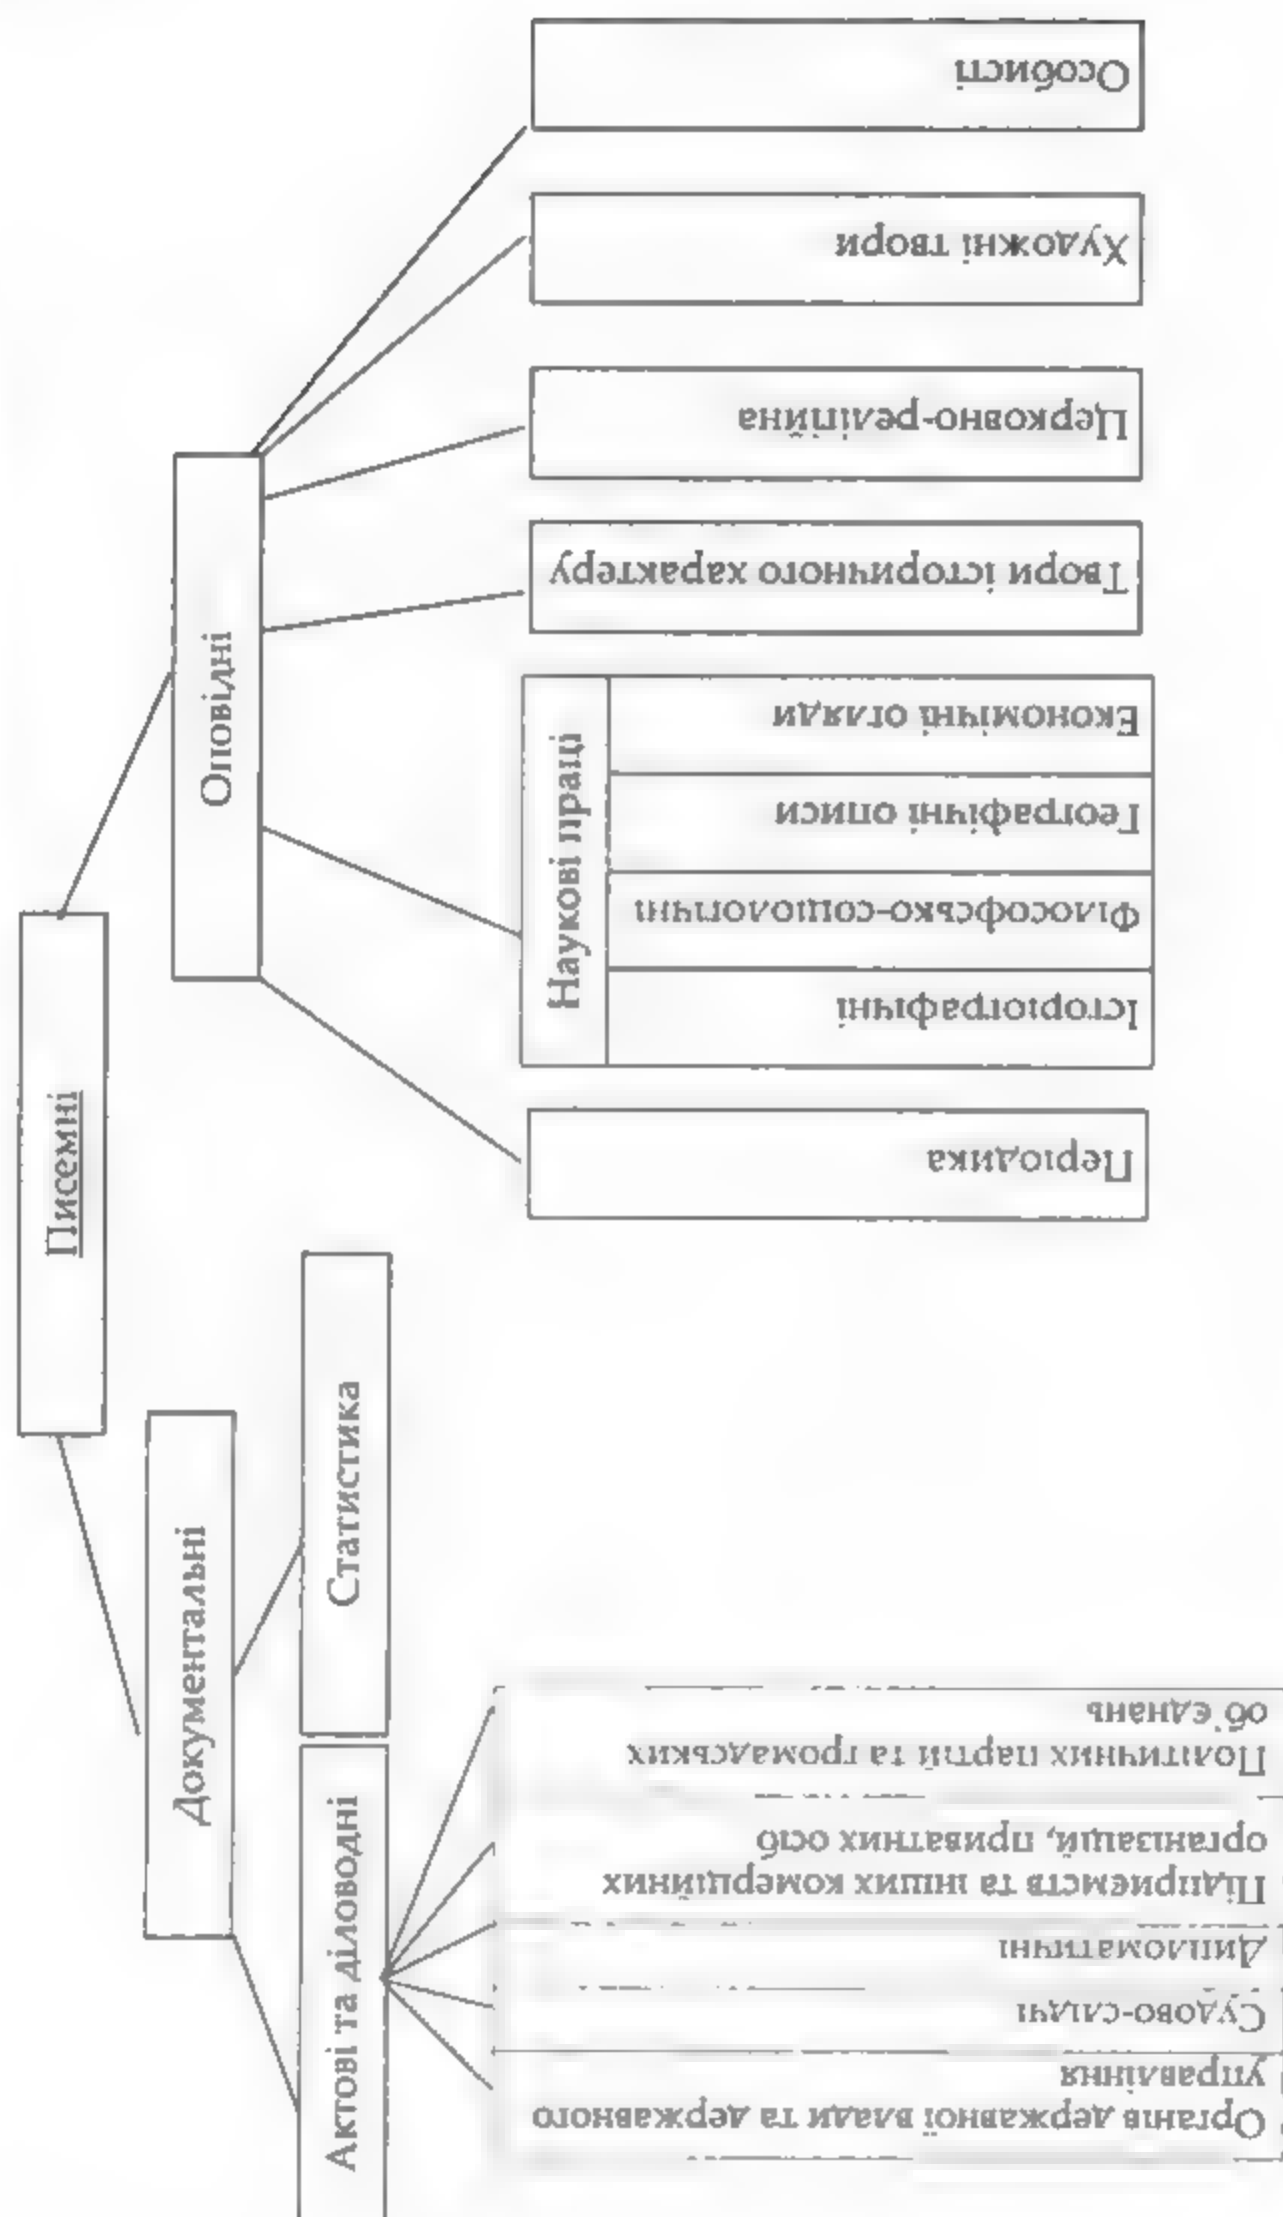 Писемні
Документальні
Оповідні
Актові та діловодні
Статистика
Органів державної влади та державного
управління
Судово-слідчі
Дипломатичні
Підприємств та інших комерційних
організацій, приватних осіб
Політичних партій та громадських
об'єднань
Періодика
Наукові праці
Історіографічні
Філософсько-соціологічні
Географічні описи
Економічні огляди
Твори історичного характеру
Церковно-релігійна
Художні твори
Особисті